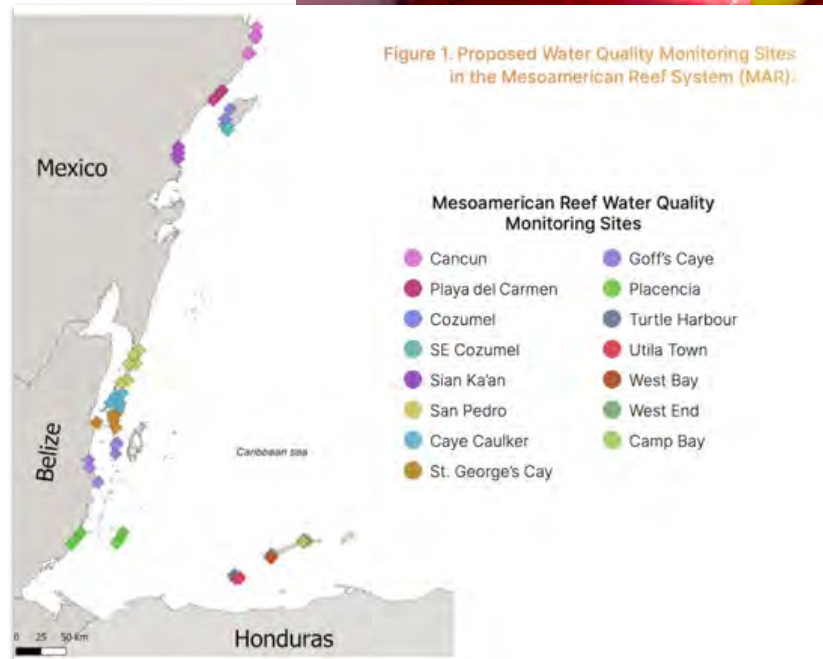 Figure 1. Proposed Water Quality Monitoring Sites
in the Mesoamerican Reef System (MAR).
Mexico
Mesoamerican Reef Water Quality
Monitoring Sites
Cancun
Playa del Carmen
Cozumel
SE Cozumel
Sian Ka'an
San Pedro
Caye Caulker
St. George's Cay
Goff's Caye
Placencia
Turtle Harbour
Utila Town
West Bay
West End
Camp Bay
Belize
Caribbean sea
0 25 50 km
Honduras